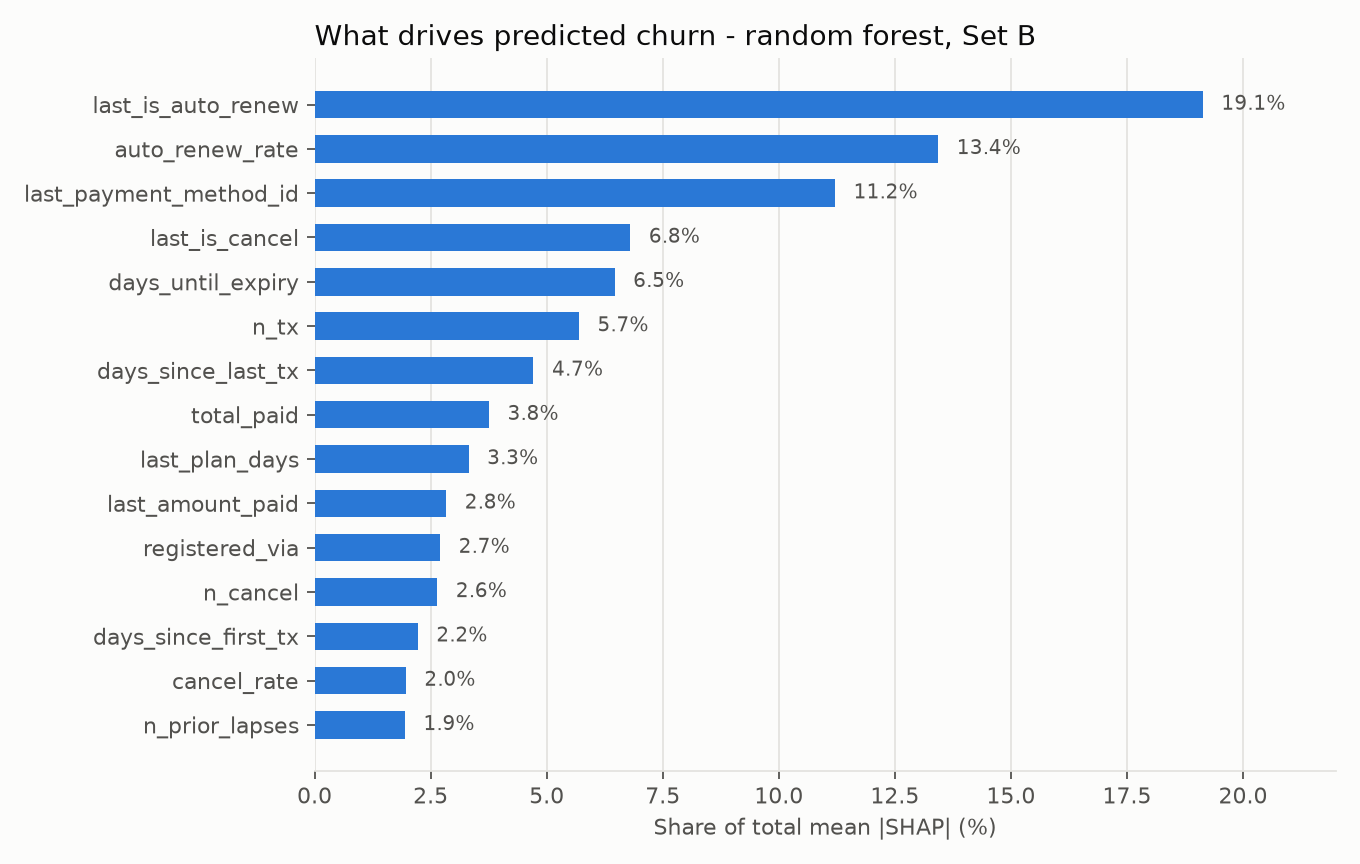 What drives predicted churn - random forest, Set B
last_is_auto_renew 19.1%
auto_renew_rate 13.4%
last_payment_method_id 11.2%
last_is_cancel 6.8%
days_until_expiry 6.5%
n_tx 5.7%
days_since_last_tx 4.7%
total_paid 3.8%
last_plan_days 3.3%
last_amount_paid 2.8%
registered_via 2.7%
n_cancel 2.6%
days_since_first_tx 2.2%
cancel_rate 2.0%
n_prior_lapses 1.9%
0.0 2.5 5.0 7.5 10.0 12.5 15.0 17.5 20.0
Share of total mean |SHAP| (%)